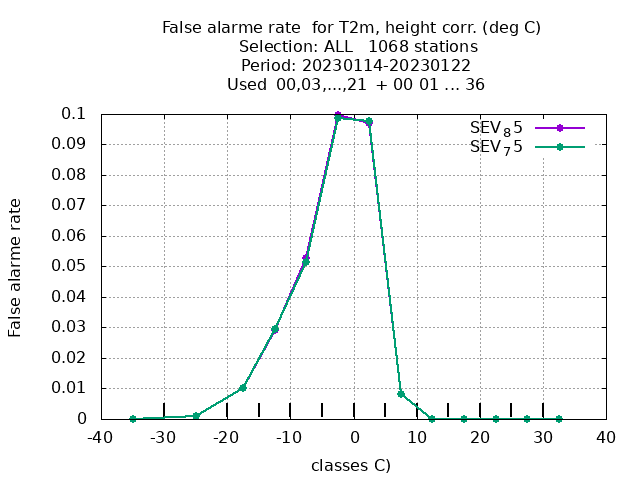 False alarme rate  for T2m, height corr. (deg C)
Selection: ALL   1068 stations
Period: 20230114-20230122
Used  00,03,...,21  + 00 01 ... 36
SEV85
SEV75
0.1
0.09
0.08
0.07
0.06
0.05
0.04
0.03
0.02
0.01
0
False alarme rate
-40 -30 -20 -10 0 10 20 30 40
classes C)